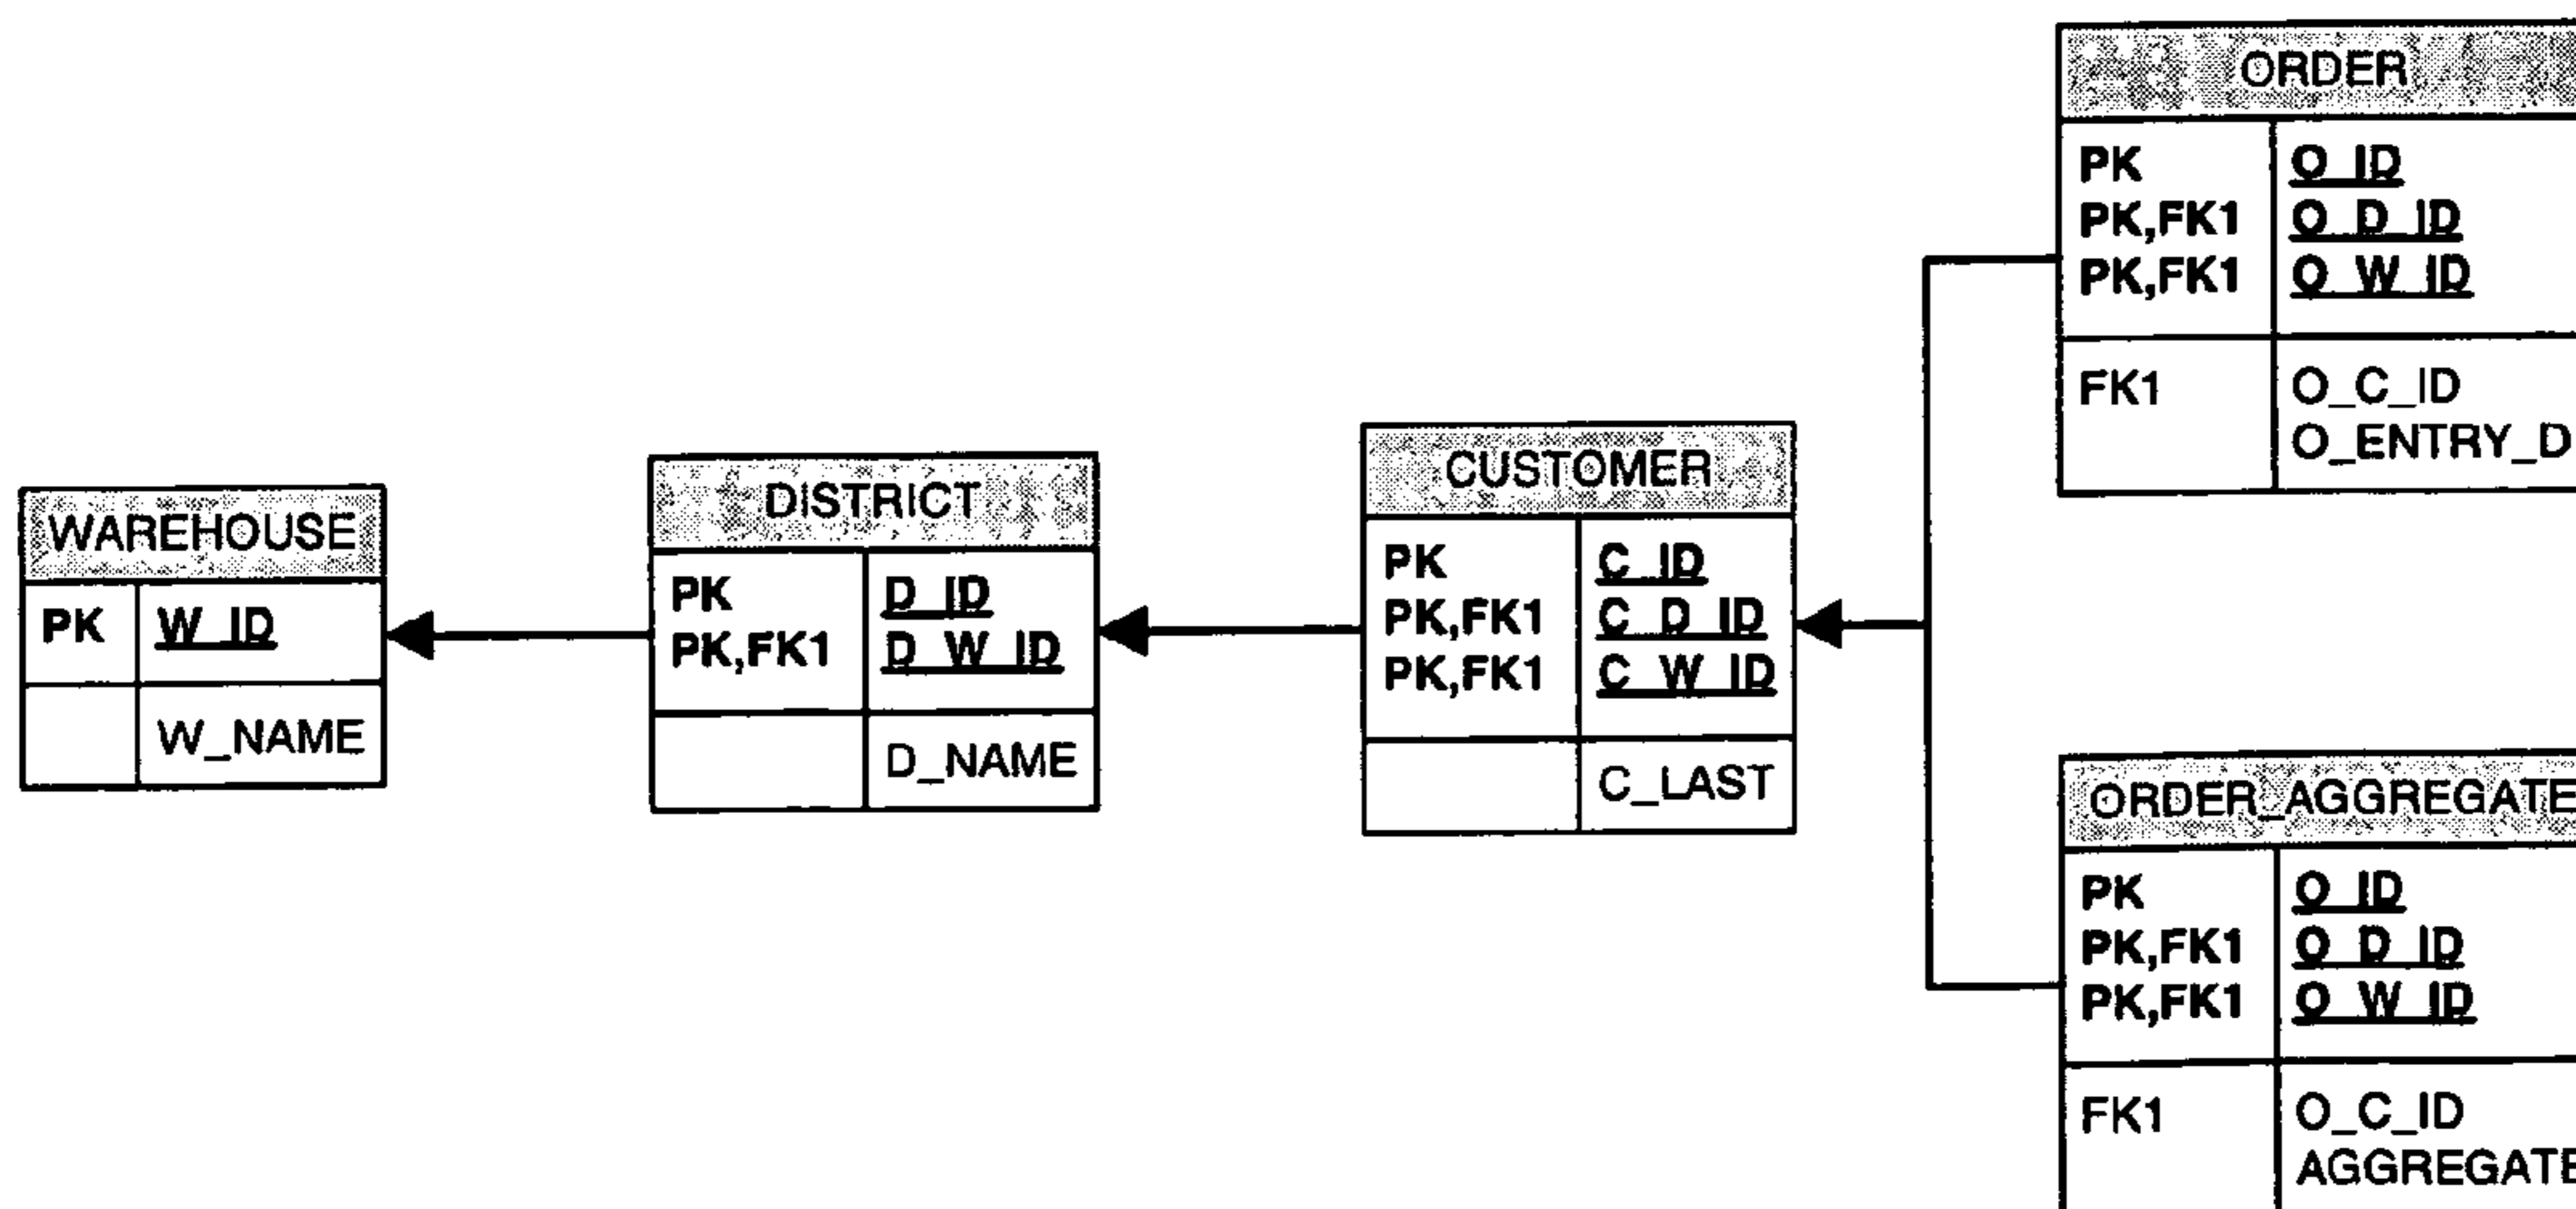 WAREHOUSE
PK W_ID
W_NAME
DISTRICT
PK D_ID
PK,FK1 D_W_ID
D_NAME
CUSTOMER
PK C_ID
PK,FK1 C_D_ID
PK,FK1 C_W_ID
C_LAST
ORDER
PK O_ID
PK,FK1 O_D_ID
PK,FK1 O_W_ID
FK1 O_C_ID
O_ENTRY_D
ORDER_AGGREGATE
PK O_ID
PK,FK1 O_D_ID
PK,FK1 O_W_ID
FK1 O_C_ID
AGGREGATE